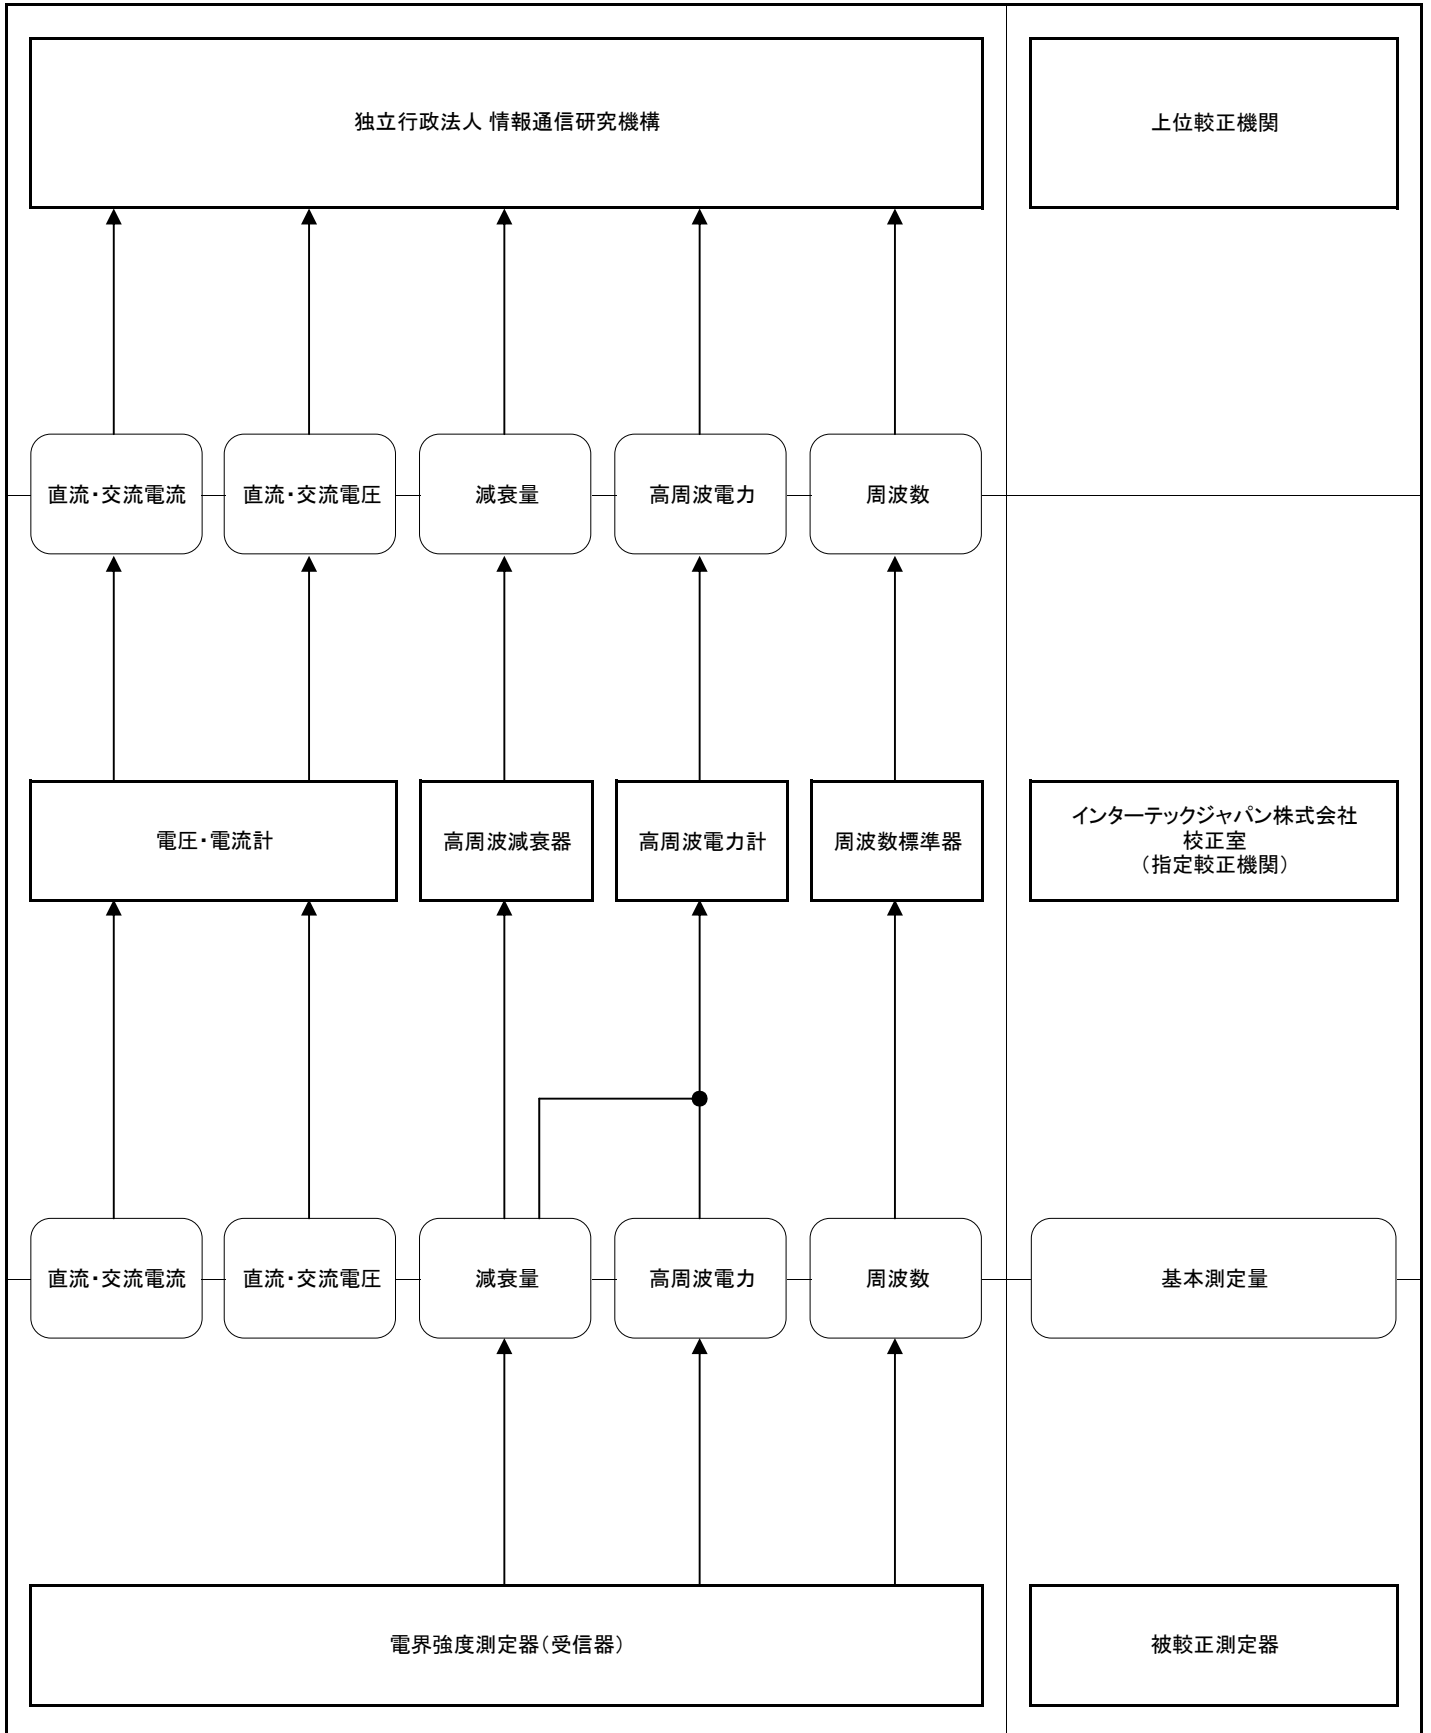 独立行政法人 情報通信研究機構
上位較正機関
直流・交流電流
直流・交流電圧
減衰量
高周波電力
周波数
電圧・電流計
高周波減衰器
高周波電力計
周波数標準器
インターテックジャパン株式会社
校正室
（指定較正機関）
直流・交流電流
直流・交流電圧
減衰量
高周波電力
周波数
基本測定量
電界強度測定器（受信器）
被較正測定器